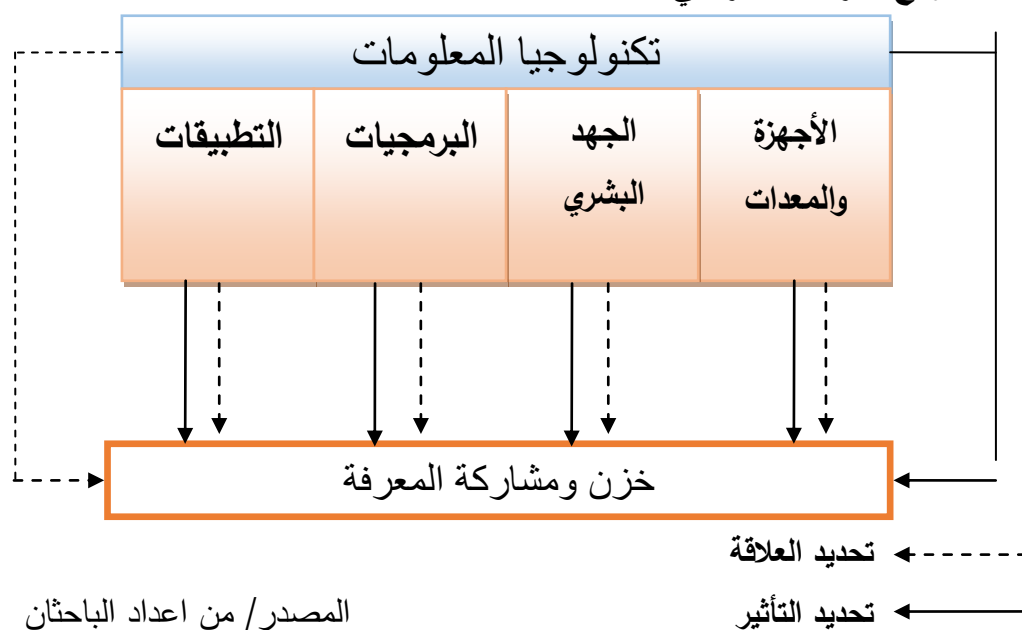 تكنولوجيا المعلومات
الأجهزة
والمعدات
الجهد
البشري
البرمجيات
التطبيقات
خزن ومشاركة المعرفة
تحديد العلاقة
تحديد التأثير
المصدر/ من اعداد الباحثان